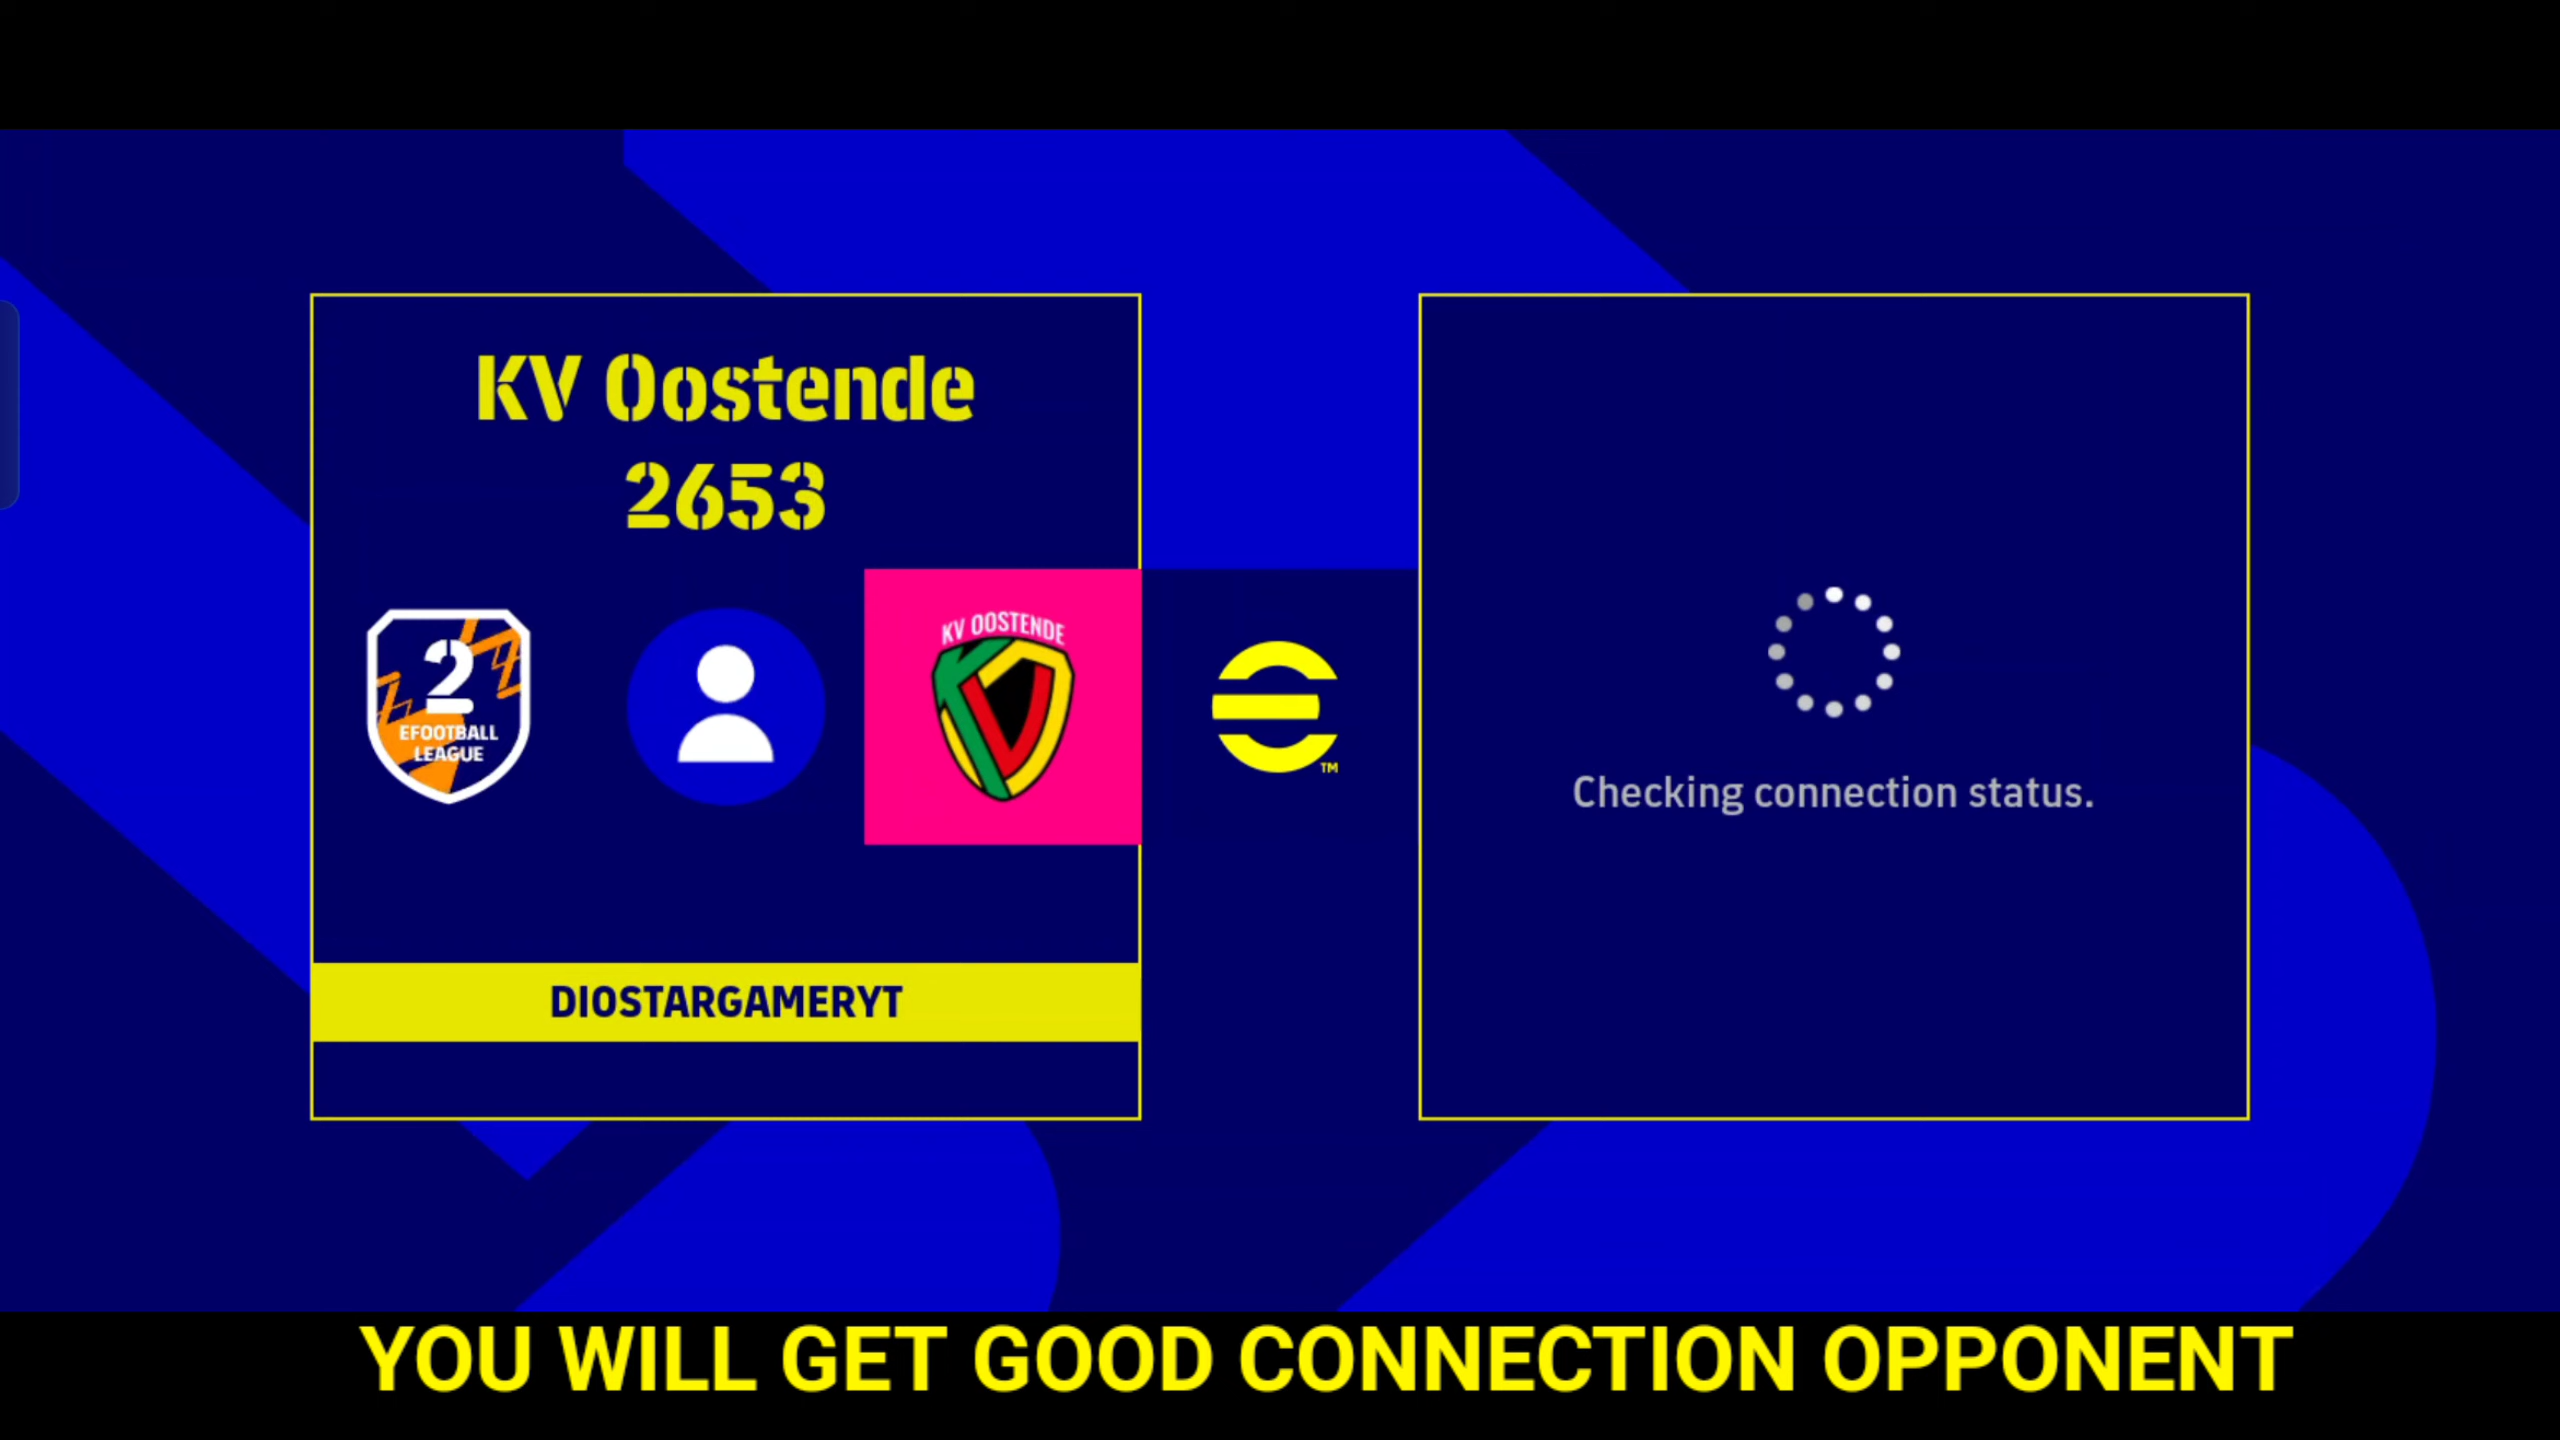 KV Oostende
2653
2
EFOOTBALL
LEAGUE
KV OOSTENDE
TM
Checking connection status.
DIOSTARGAMERYT
YOU WILL GET GOOD CONNECTION OPPONENT